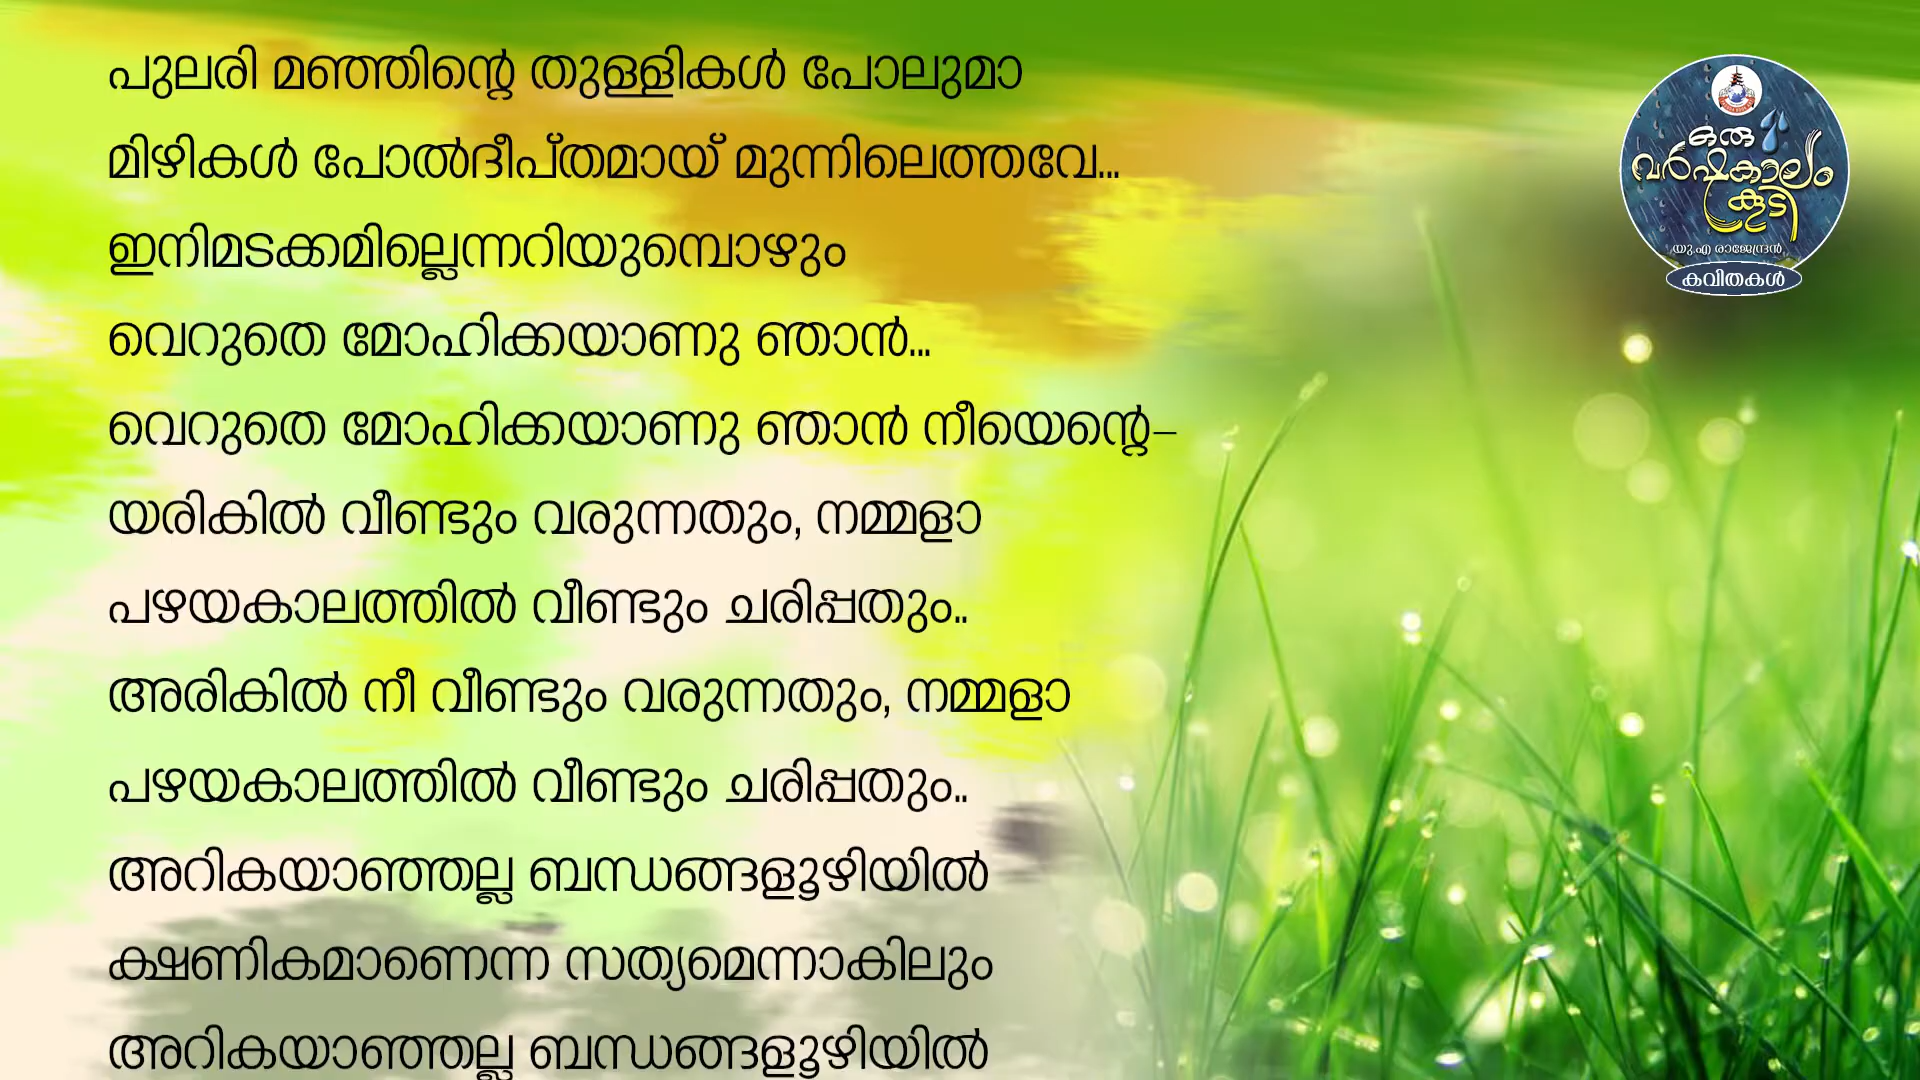 പുലരി മഞ്ഞിന്റെ തുള്ളികൾ പോലുമാ
മിഴികൾ പോൽദീപ്തമായ് മുന്നിലെത്തവേ...
ഇനിമടക്കമില്ലെന്നറിയുമ്പൊഴും
വെറുതെ മോഹിക്കയാണു ഞാൻ...
വെറുതെ മോഹിക്കയാണു ഞാൻ നീയെന്റെ–
യരികിൽ വീണ്ടും വരുന്നതും, നമ്മളാ
പഴയകാലത്തിൽ വീണ്ടും ചരിപ്പതും..
അരികിൽ നീ വീണ്ടും വരുന്നതും, നമ്മളാ
പഴയകാലത്തിൽ വീണ്ടും ചരിപ്പതും..
അറികയാഞ്ഞല്ല ബന്ധങ്ങളൂഴിയിൽ
ക്ഷണികമാണെന്ന സത്യമെന്നാകിലും
അറികയാഞ്ഞല്ല ബന്ധങ്ങളൂഴിയിൽ
ഒരു
വർഷകാലം
കൂടി
യു.എ രാജേന്ദ്രൻ
കവിതകൾ